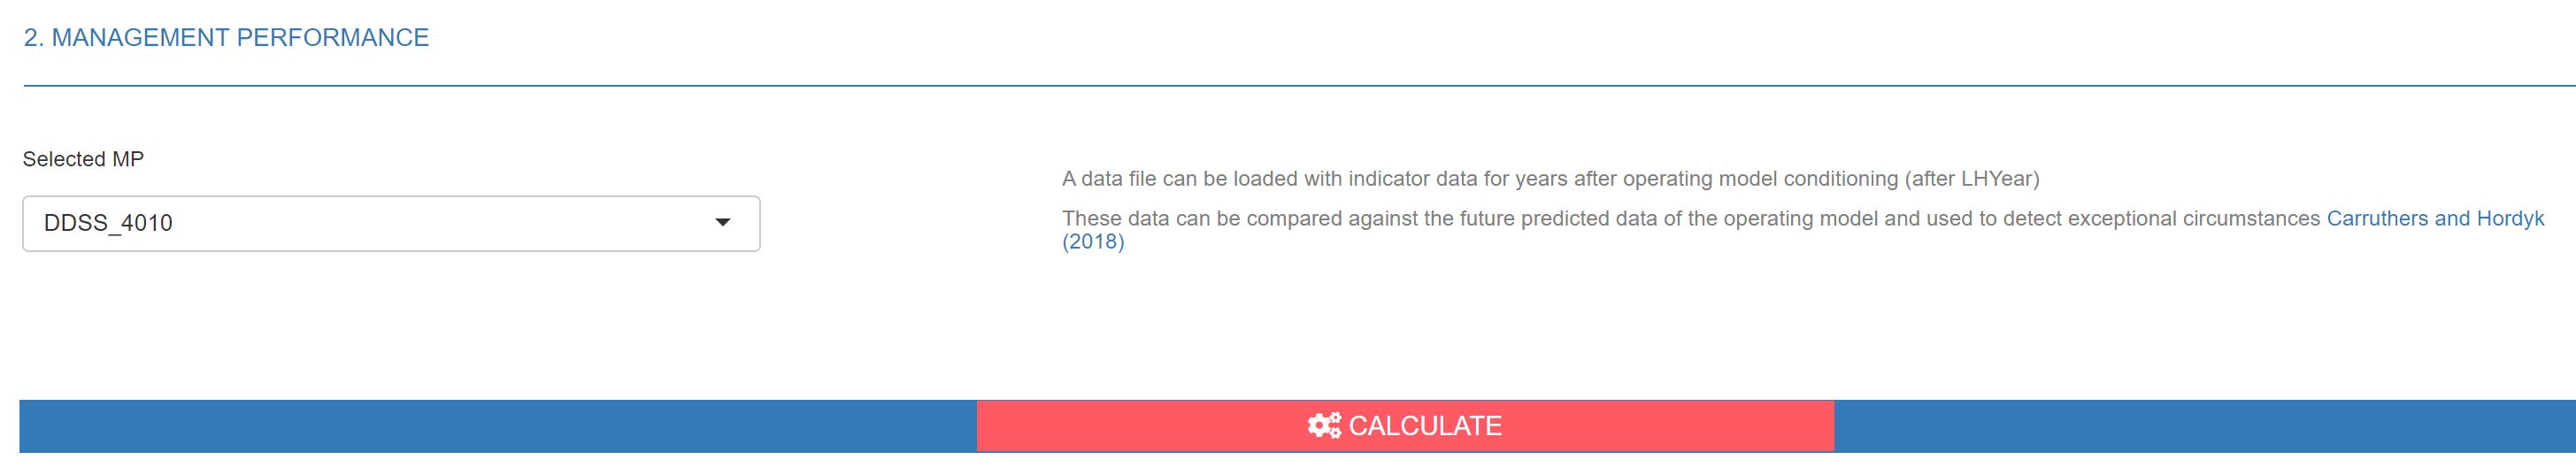 2. MANAGEMENT PERFORMANCE
Selected MP
DDSS_4010
A data file can be loaded with indicator data for years after operating model conditioning (after LHYear)
These data can be compared against the future predicted data of the operating model and used to detect exceptional circumstances Carruthers and Hordyk
(2018)
CALCULATE